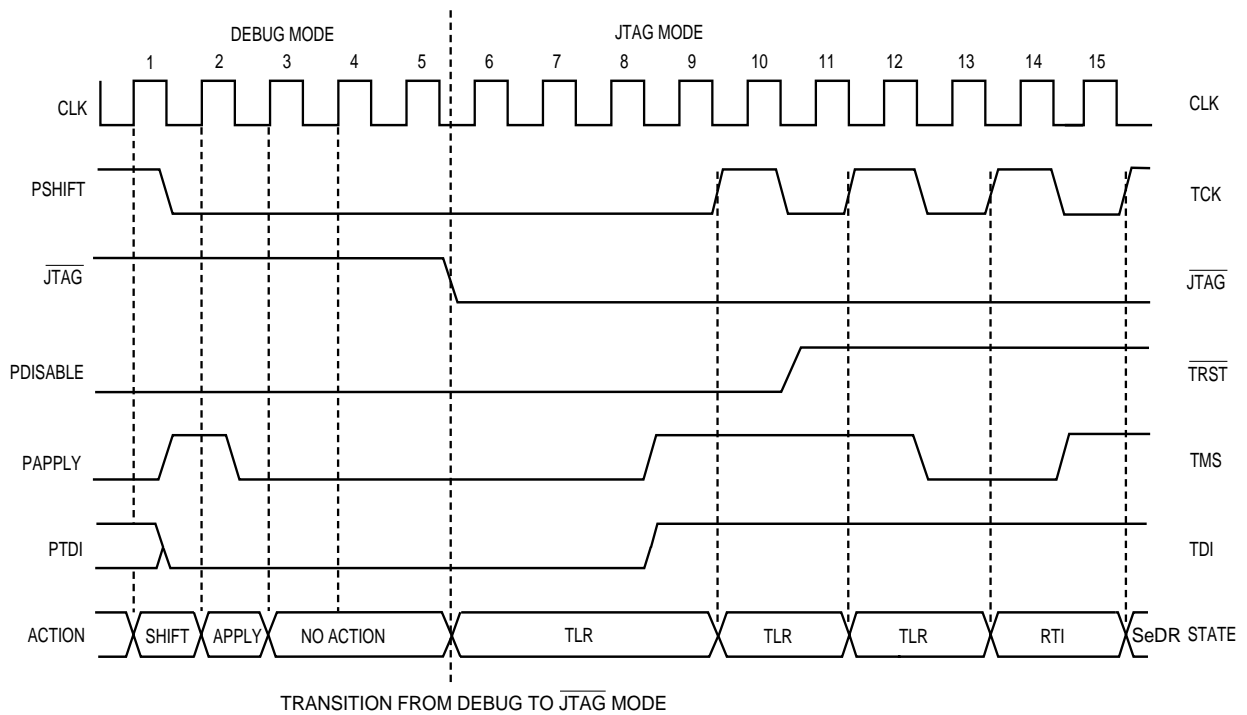 DEBUG MODE JTAG MODE
1 2 3 4 5 6 7 8 9 10 11 12 13 14 15
CLK CLK
PSHIFT TCK
JTAG JTAG
PDISABLE TRST
PAPPLY TMS
PTDI TDI
ACTION SHIFT APPLY NO ACTION TLR TLR TLR RTI SeDR STATE
TRANSITION FROM DEBUG TO JTAG MODE